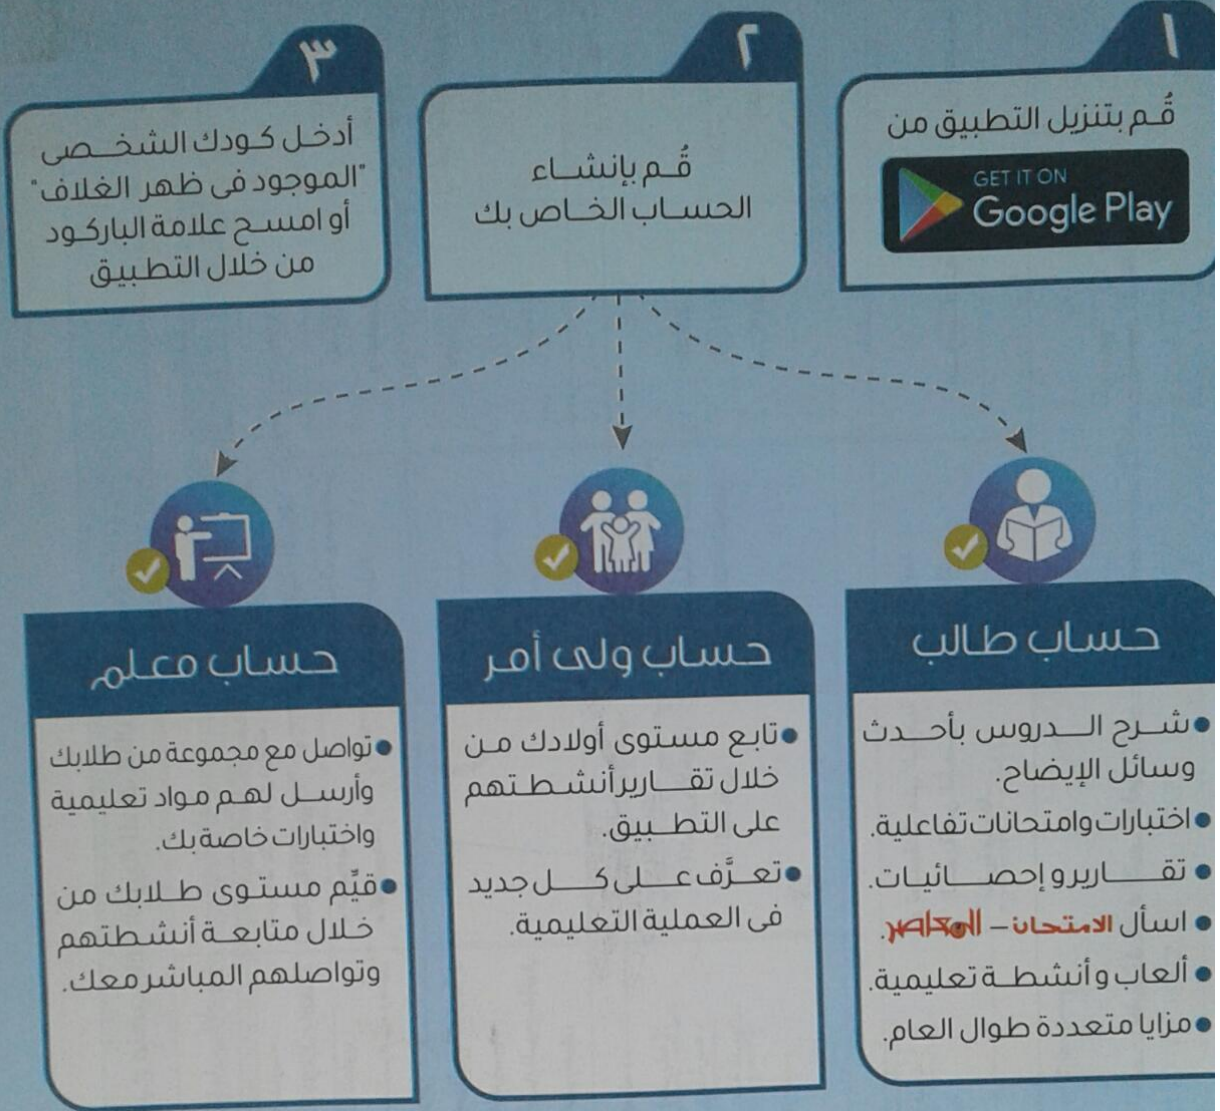 ١
قُم بتنزيل التطبيق من
GET IT ON
Google Play
٢
قُم بإنشاء
الحساب الخاص بك
٣
أدخل كودك الشخصى
"الموجود فى ظهر الغلاف"
أو امسح علامة الباركود
من خلال التطبيق
حساب طالب
• شرح الدروس بأحدث
وسائل الإيضاح.
• اختبارات وامتحانات تفاعلية.
• تقارير وإحصائيات.
• اسأل الامتحان – المعاصر.
• ألعاب وأنشطة تعليمية.
• مزايا متعددة طوال العام.
حساب ولى أمر
• تابع مستوى أولادك من
خلال تقارير أنشطتهم
على التطبيق.
• تعرَّف على كل جديد
فى العملية التعليمية.
حساب معلم
• تواصل مع مجموعة من طلابك
وأرسل لهم مواد تعليمية
واختبارات خاصة بك.
• قيِّم مستوى طلابك من
خلال متابعة أنشطتهم
وتواصلهم المباشر معك.